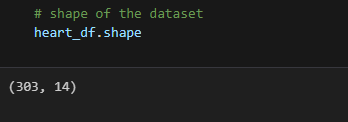 # shape of the dataset
heart_df.shape
(303, 14)